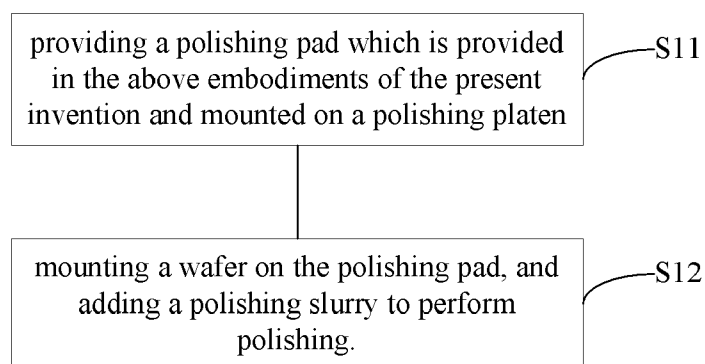 providing a polishing pad which is provided
in the above embodiments of the present
invention and mounted on a polishing platen
S11
mounting a wafer on the polishing pad, and
adding a polishing slurry to perform
polishing.
S12